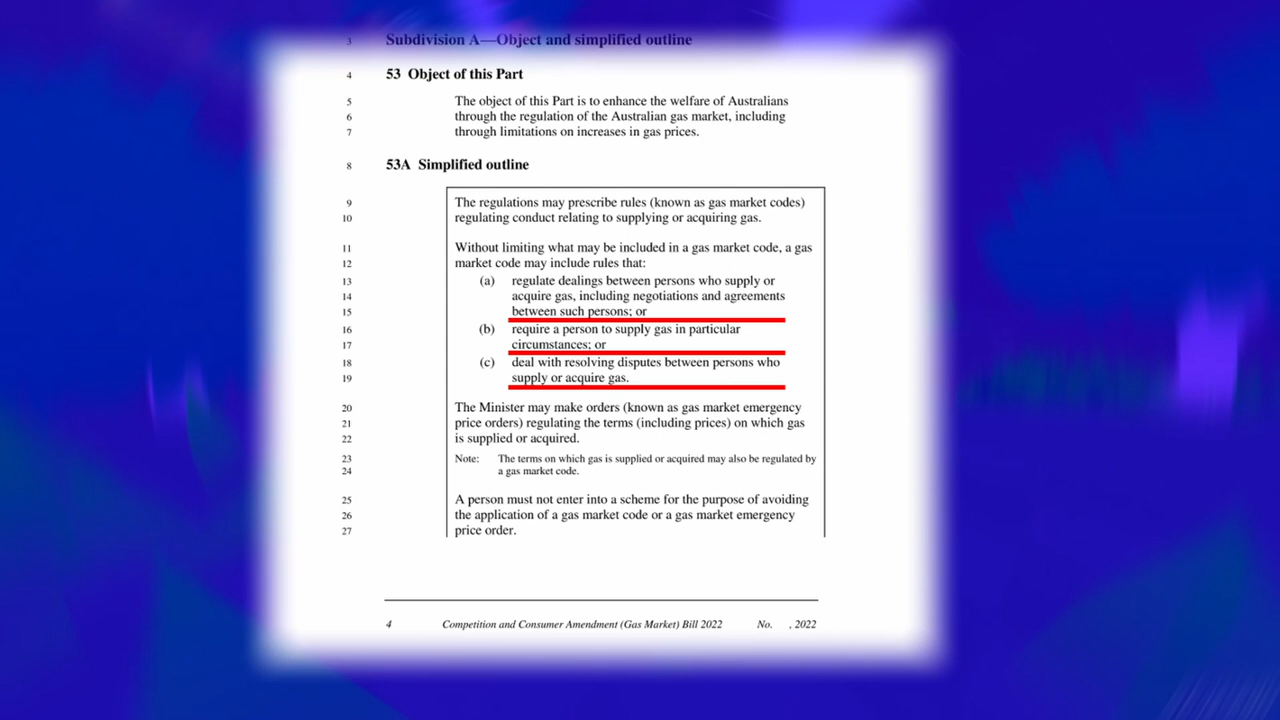 3 Subdivision A—Object and simplified outline
4 53 Object of this Part
5 The object of this Part is to enhance the welfare of Australians
6 through the regulation of the Australian gas market, including
7 through limitations on increases in gas prices.
8 53A Simplified outline
9 The regulations may prescribe rules (known as gas market codes)
10 regulating conduct relating to supplying or acquiring gas.
11 Without limiting what may be included in a gas market code, a gas
12 market code may include rules that:
13 (a) regulate dealings between persons who supply or
14 acquire gas, including negotiations and agreements
15 between such persons; or
16 (b) require a person to supply gas in particular
17 circumstances; or
18 (c) deal with resolving disputes between persons who
19 supply or acquire gas.
20 The Minister may make orders (known as gas market emergency
21 price orders) regulating the terms (including prices) on which gas
22 is supplied or acquired.
23 Note: The terms on which gas is supplied or acquired may also be regulated by
24 a gas market code.
25 A person must not enter into a scheme for the purpose of avoiding
26 the application of a gas market code or a gas market emergency
27 price order.
4 Competition and Consumer Amendment (Gas Market) Bill 2022 No. , 2022